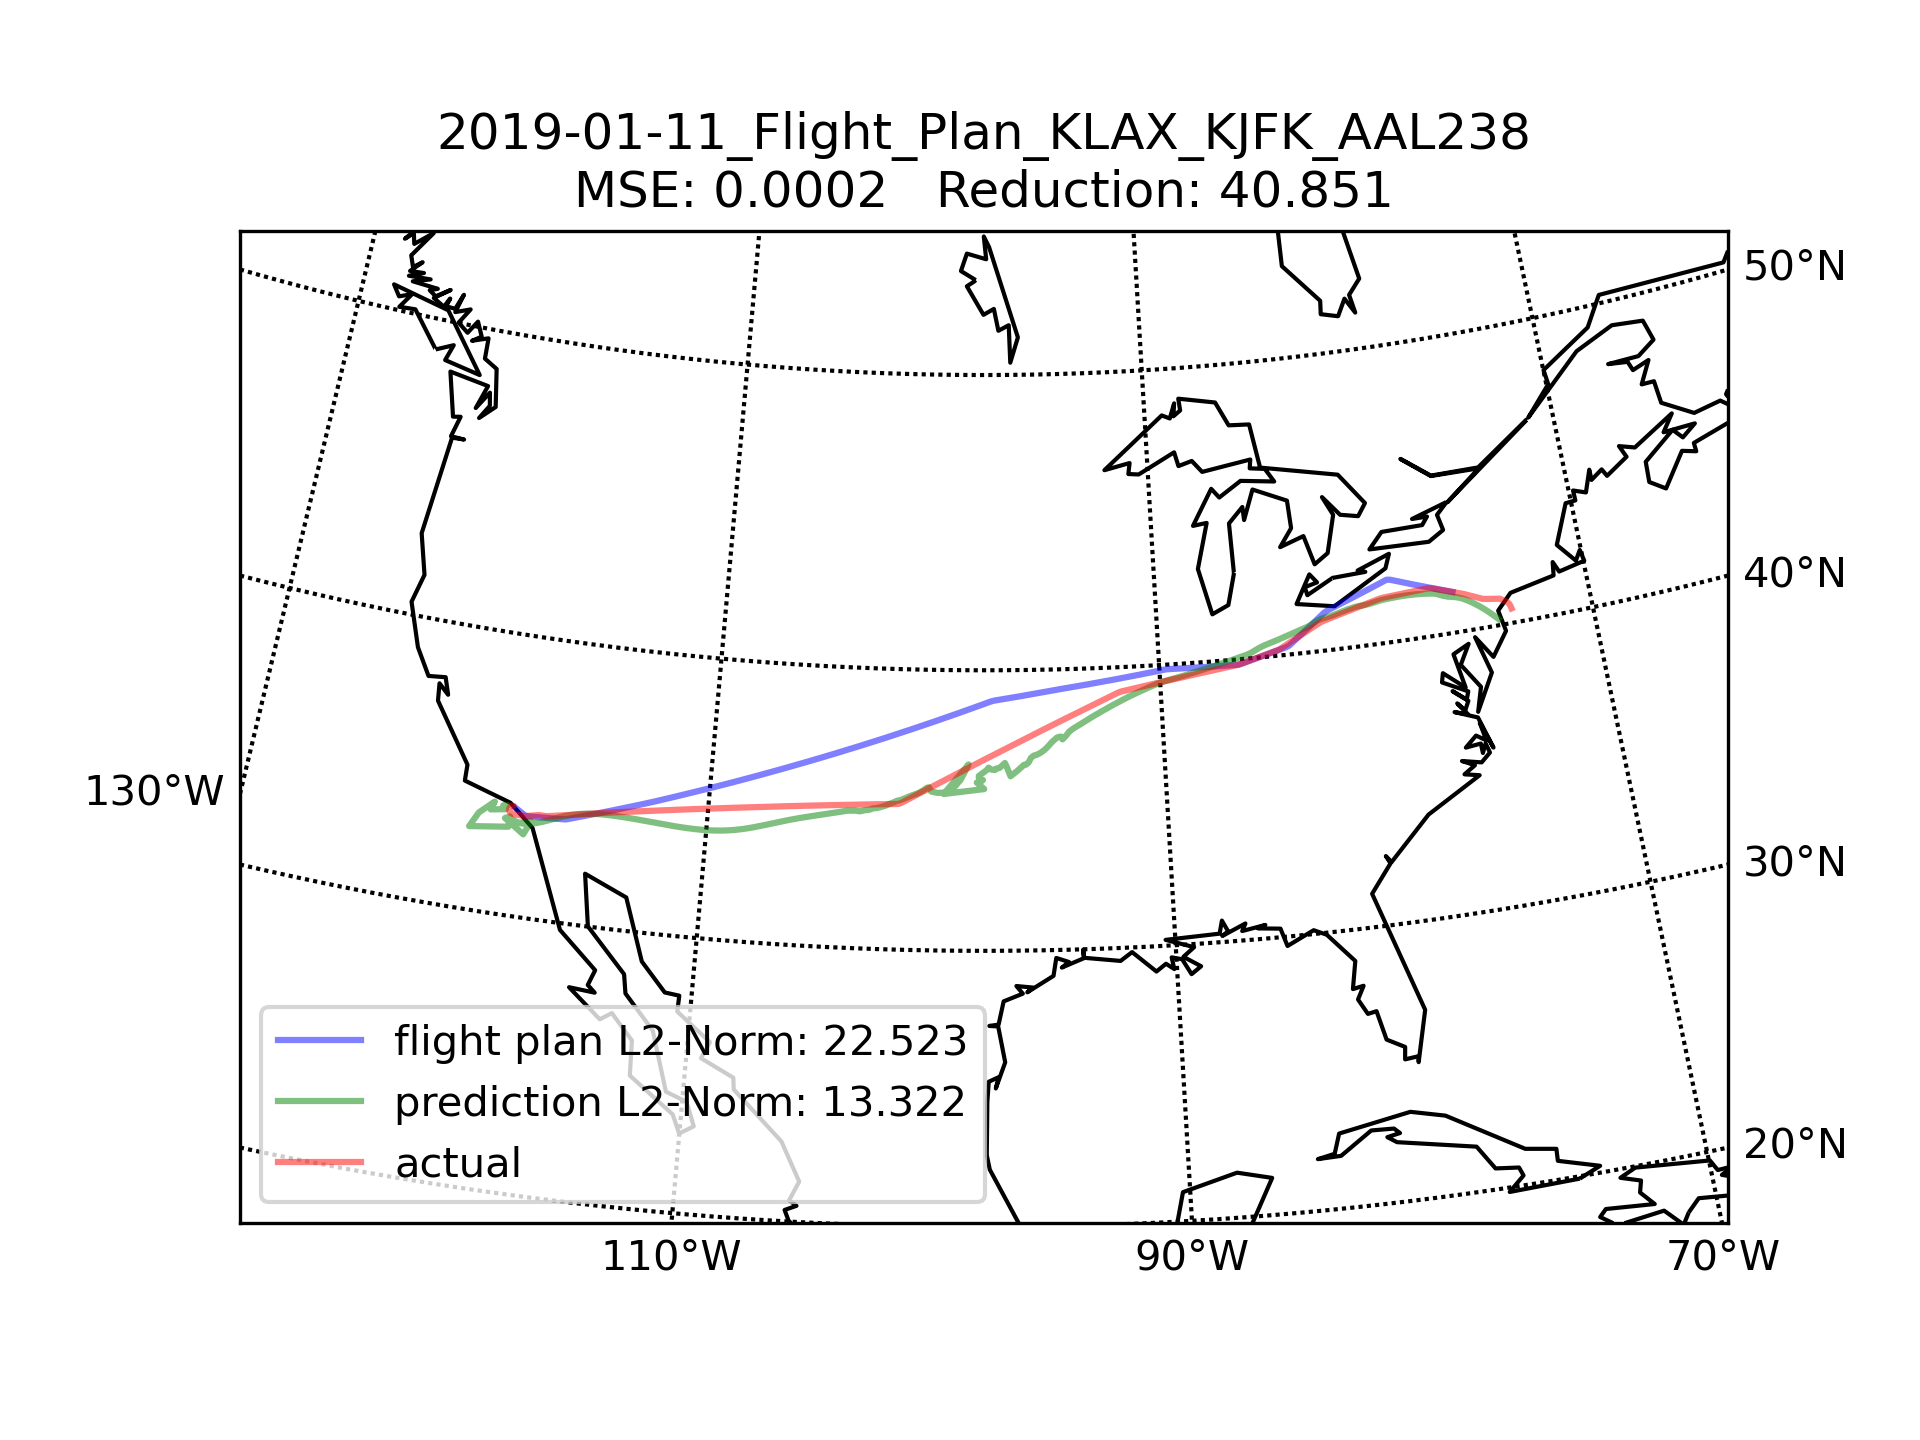 2019-01-11_Flight_Plan_KLAX_KJFK_AAL238
MSE: 0.0002   Reduction: 40.851
50°N
40°N
130°W
30°N
flight plan L2-Norm: 22.523
prediction L2-Norm: 13.322
20°N
actual
110°W
90°W
70°W